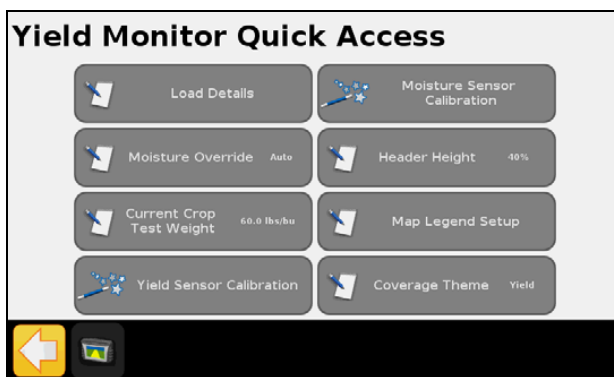 Yield Monitor Quick Access
Load Details
Moisture Sensor
Calibration
Moisture Override Auto
Header Height 40%
Current Crop
Test Weight 60.0 lbs/bu
Map Legend Setup
Yield Sensor Calibration
Coverage Theme Yield